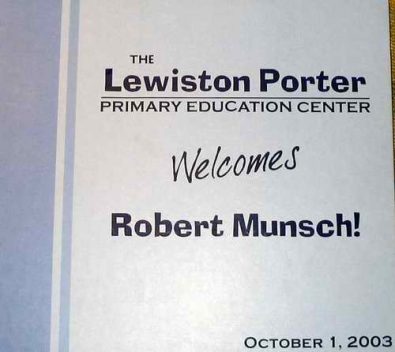 THE
Lewiston Porter
PRIMARY EDUCATION CENTER
Welcomes
Robert Munsch!
OCTOBER 1, 2003